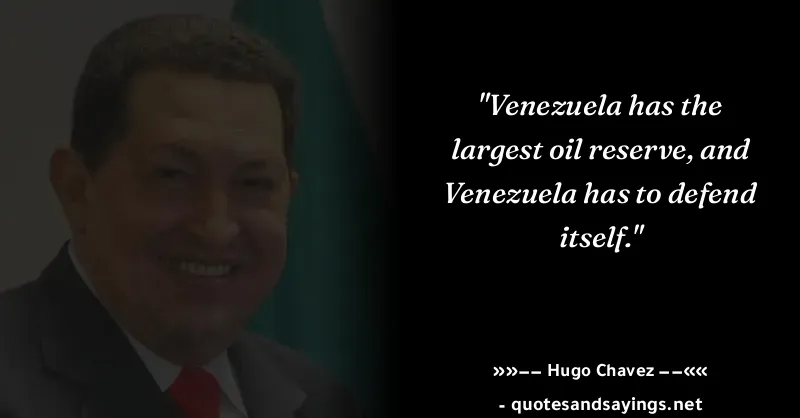 "Venezuela has the
largest oil reserve, and
Venezuela has to defend
itself."
»»−− Hugo Chavez −−««
- quotesandsayings.net